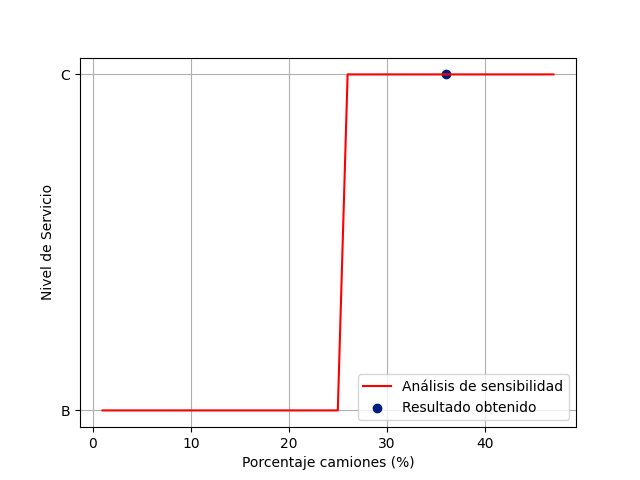 C
Nivel de Servicio
B
Análisis de sensibilidad
Resultado obtenido
0 10 20 30 40
Porcentaje camiones (%)